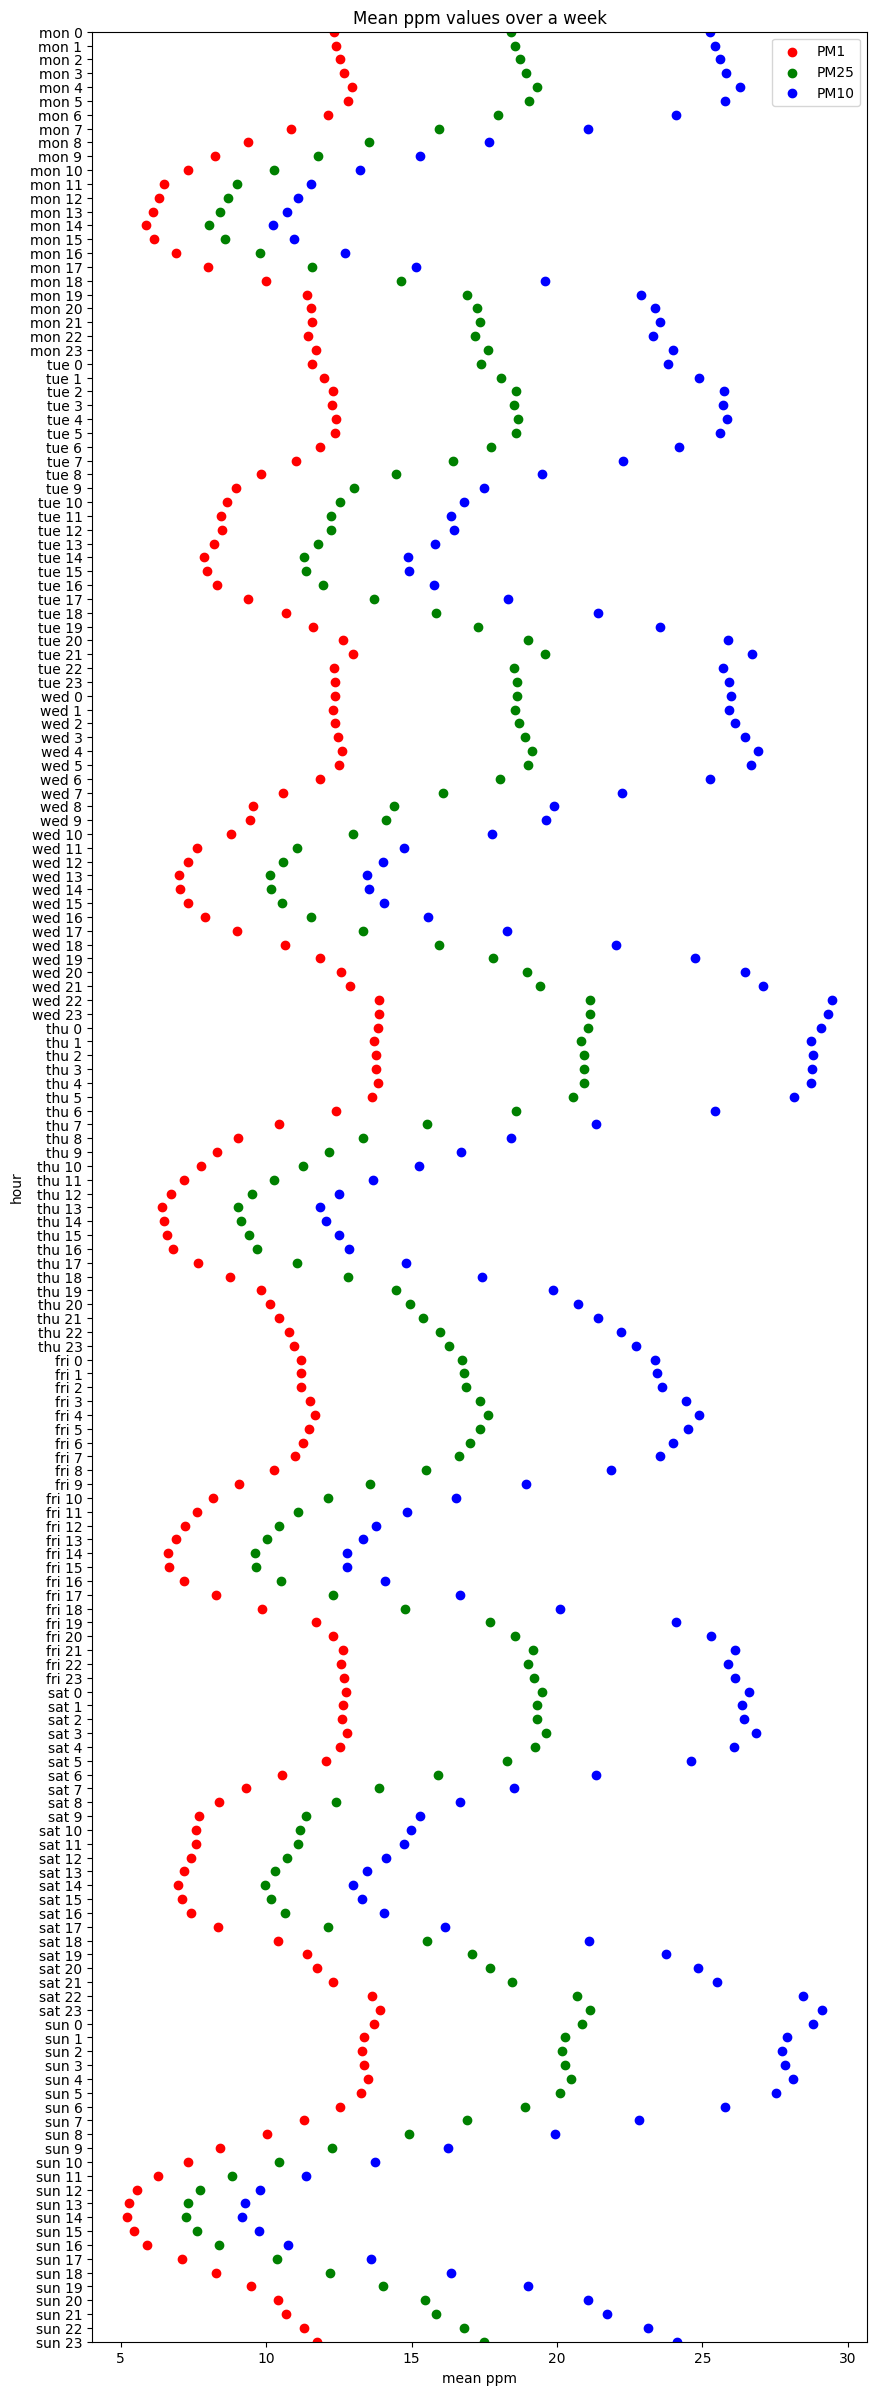 Mean ppm values over a week
PM1
PM25
PM10
mon 0
mon 1
mon 2
mon 3
mon 4
mon 5
mon 6
mon 7
mon 8
mon 9
mon 10
mon 11
mon 12
mon 13
mon 14
mon 15
mon 16
mon 17
mon 18
mon 19
mon 20
mon 21
mon 22
mon 23
tue 0
tue 1
tue 2
tue 3
tue 4
tue 5
tue 6
tue 7
tue 8
tue 9
tue 10
tue 11
tue 12
tue 13
tue 14
tue 15
tue 16
tue 17
tue 18
tue 19
tue 20
tue 21
tue 22
tue 23
wed 0
wed 1
wed 2
wed 3
wed 4
wed 5
wed 6
wed 7
wed 8
wed 9
wed 10
wed 11
wed 12
wed 13
wed 14
wed 15
wed 16
wed 17
wed 18
wed 19
wed 20
wed 21
wed 22
wed 23
thu 0
thu 1
thu 2
thu 3
thu 4
thu 5
thu 6
thu 7
thu 8
thu 9
thu 10
thu 11
thu 12
thu 13
thu 14
thu 15
thu 16
thu 17
thu 18
thu 19
thu 20
thu 21
thu 22
thu 23
fri 0
fri 1
fri 2
fri 3
fri 4
fri 5
fri 6
fri 7
fri 8
fri 9
fri 10
fri 11
fri 12
fri 13
fri 14
fri 15
fri 16
fri 17
fri 18
fri 19
fri 20
fri 21
fri 22
fri 23
sat 0
sat 1
sat 2
sat 3
sat 4
sat 5
sat 6
sat 7
sat 8
sat 9
sat 10
sat 11
sat 12
sat 13
sat 14
sat 15
sat 16
sat 17
sat 18
sat 19
sat 20
sat 21
sat 22
sat 23
sun 0
sun 1
sun 2
sun 3
sun 4
sun 5
sun 6
sun 7
sun 8
sun 9
sun 10
sun 11
sun 12
sun 13
sun 14
sun 15
sun 16
sun 17
sun 18
sun 19
sun 20
sun 21
sun 22
sun 23
hour
5 10 15 20 25 30
mean ppm